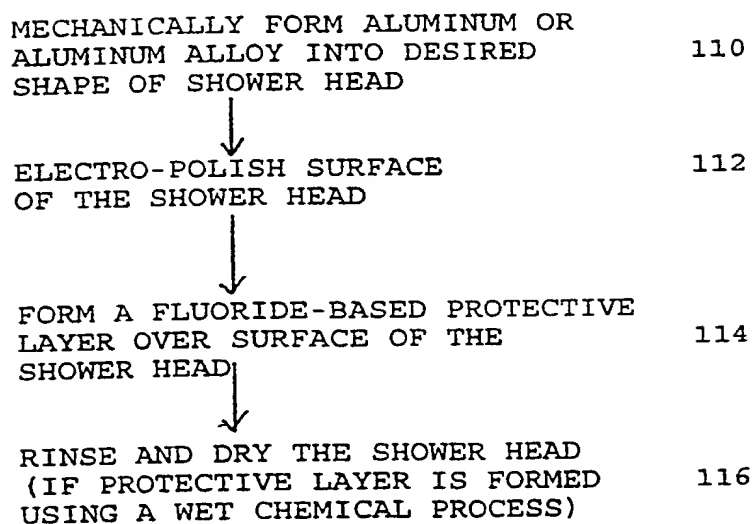 MECHANICALLY FORM ALUMINUM OR
ALUMINUM ALLOY INTO DESIRED 110
SHAPE OF SHOWER HEAD
ELECTRO-POLISH SURFACE 112
OF THE SHOWER HEAD
FORM A FLUORIDE-BASED PROTECTIVE
LAYER OVER SURFACE OF THE 114
SHOWER HEAD
RINSE AND DRY THE SHOWER HEAD
(IF PROTECTIVE LAYER IS FORMED 116
USING A WET CHEMICAL PROCESS)